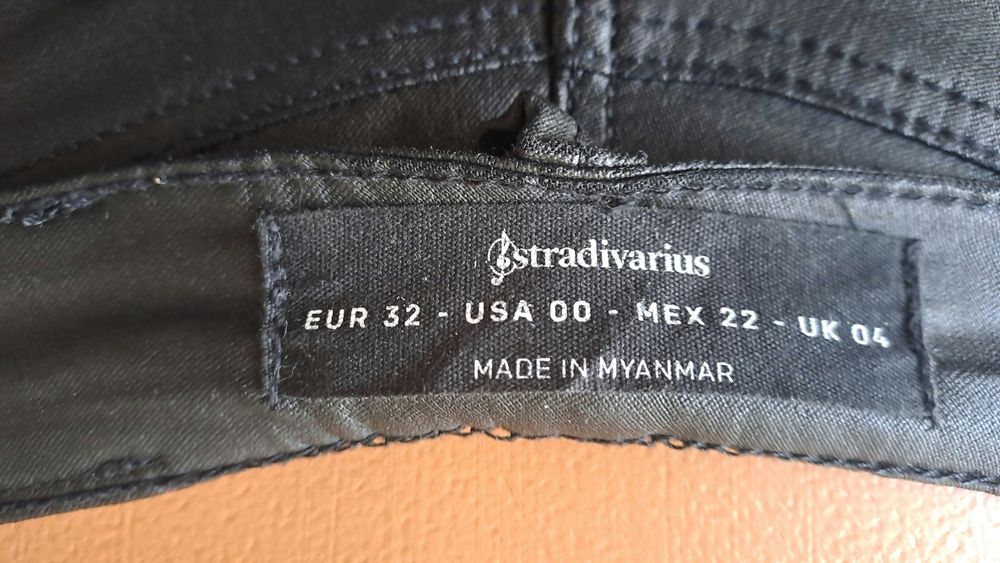 stradivarius
EUR 32 - USA 00 - MEX 22 - UK 04
MADE IN MYANMAR